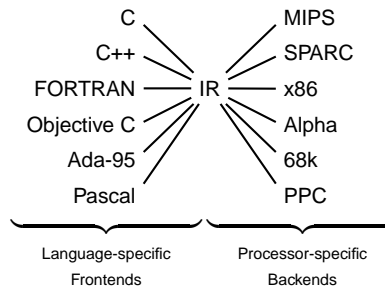 C MIPS
C++ SPARC
FORTRAN IR x86
Objective C Alpha
Ada-95 68k
Pascal PPC
Language-specific Processor-specific
Frontends Backends